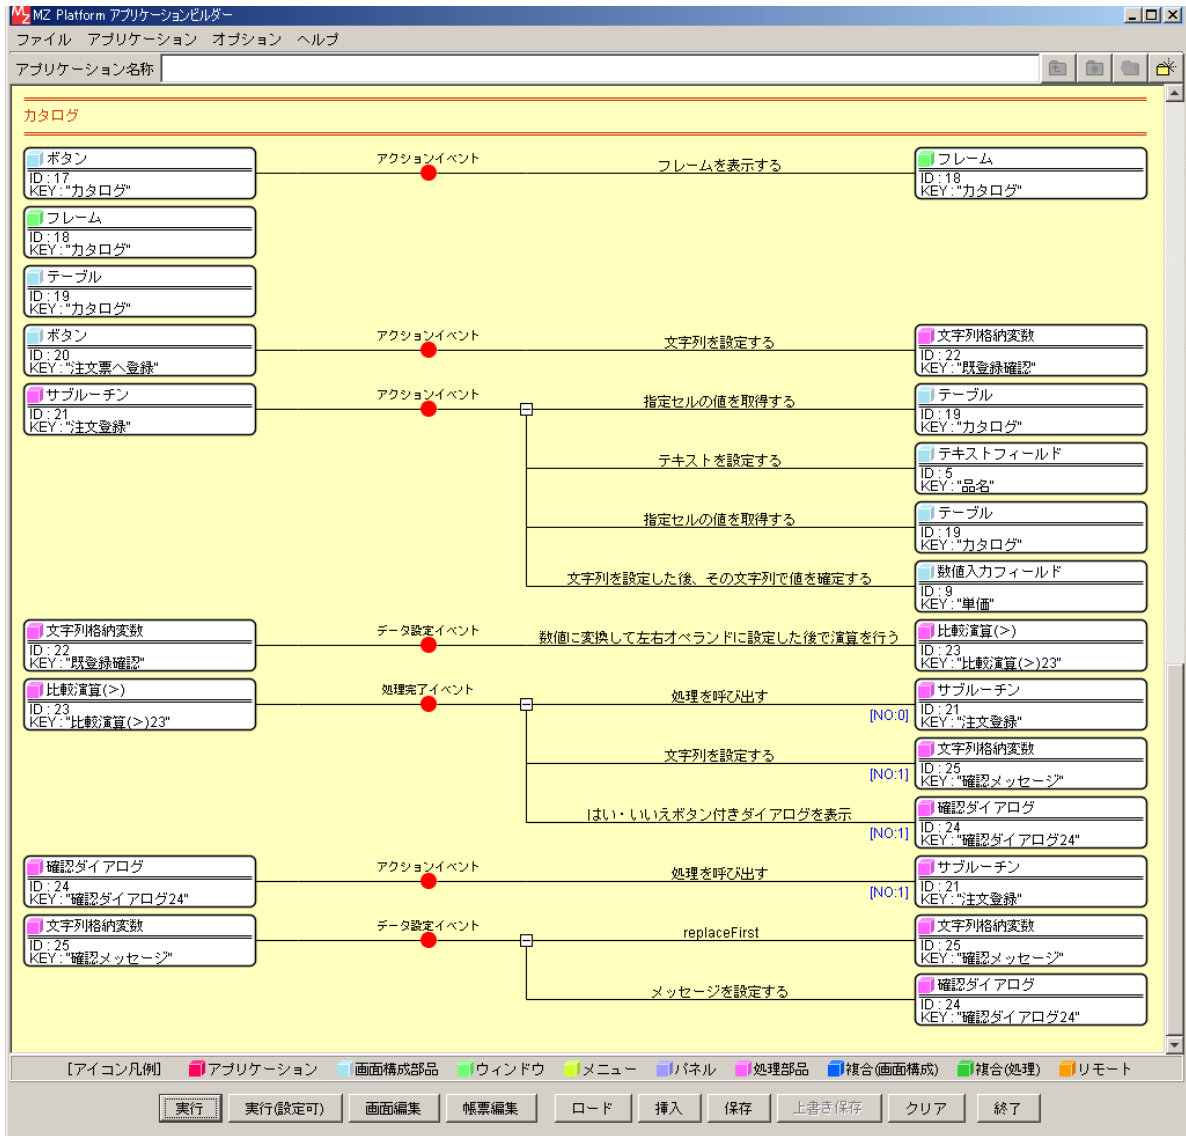 MZ Platform アプリケーションビルダー
ファイル アプリケーション オプション ヘルプ
アプリケーション名称
カタログ
ボタン
ID : 17
KEY : "カタログ"
アクションイベント
フレームを表示する
フレーム
ID : 18
KEY : "カタログ"
フレーム
ID : 18
KEY : "カタログ"
テーブル
ID : 19
KEY : "カタログ"
ボタン
ID : 20
KEY : "注文票へ登録"
アクションイベント
文字列を設定する
文字列格納変数
ID : 22
KEY : "既登録確認"
サブルーチン
ID : 21
KEY : "注文登録"
アクションイベント
指定セルの値を取得する
テーブル
ID : 19
KEY : "カタログ"
テキストを設定する
テキストフィールド
ID : 5
KEY : "品名"
指定セルの値を取得する
テーブル
ID : 19
KEY : "カタログ"
文字列を設定した後、その文字列で値を確定する
数値入力フィールド
ID : 9
KEY : "単価"
文字列格納変数
ID : 22
KEY : "既登録確認"
データ設定イベント
数値に変換して左右オペランドに設定した後で演算を行う
比較演算(>)
ID : 23
KEY : "比較演算(>)23"
比較演算(>)
ID : 23
KEY : "比較演算(>)23"
処理完了イベント
処理を呼び出す
[NO:0]
サブルーチン
ID : 21
KEY : "注文登録"
文字列を設定する
[NO:1]
文字列格納変数
ID : 25
KEY : "確認メッセージ"
はい・いいえボタン付きダイアログを表示
[NO:1]
確認ダイアログ
ID : 24
KEY : "確認ダイアログ24"
確認ダイアログ
ID : 24
KEY : "確認ダイアログ24"
アクションイベント
処理を呼び出す
[NO:1]
サブルーチン
ID : 21
KEY : "注文登録"
文字列格納変数
ID : 25
KEY : "確認メッセージ"
データ設定イベント
replaceFirst
文字列格納変数
ID : 25
KEY : "確認メッセージ"
メッセージを設定する
確認ダイアログ
ID : 24
KEY : "確認ダイアログ24"
[アイコン凡例] アプリケーション 画面構成部品 ウィンドウ メニュー パネル 処理部品 複合(画面構成) 複合(処理) リモート
実行 実行(設定可) 画面編集 帳票編集 ロード 挿入 保存 上書き保存 クリア 終了